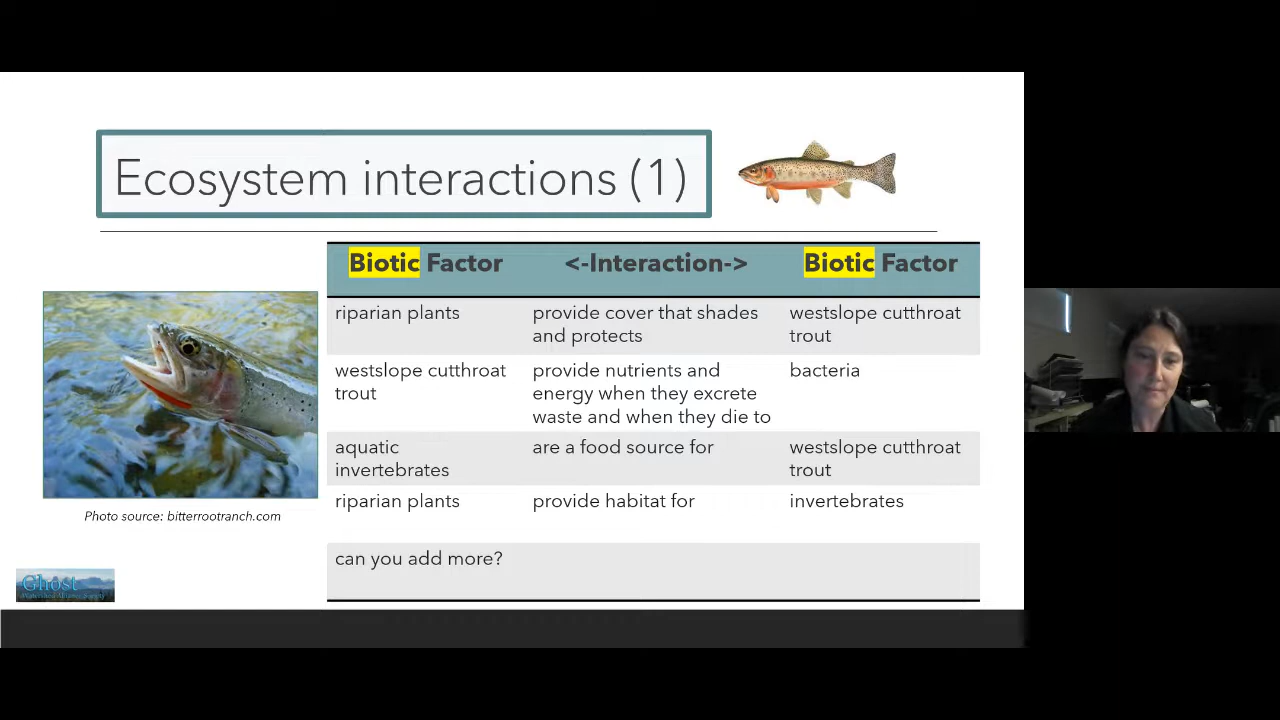 Ecosystem interactions (1)
Biotic Factor <-Interaction-> Biotic Factor
riparian plants provide cover that shades and protects westslope cutthroat trout
westslope cutthroat trout provide nutrients and energy when they excrete waste and when they die to bacteria
aquatic invertebrates are a food source for westslope cutthroat trout
riparian plants provide habitat for invertebrates
can you add more?
Photo source: bitterrootranch.com
Ghost